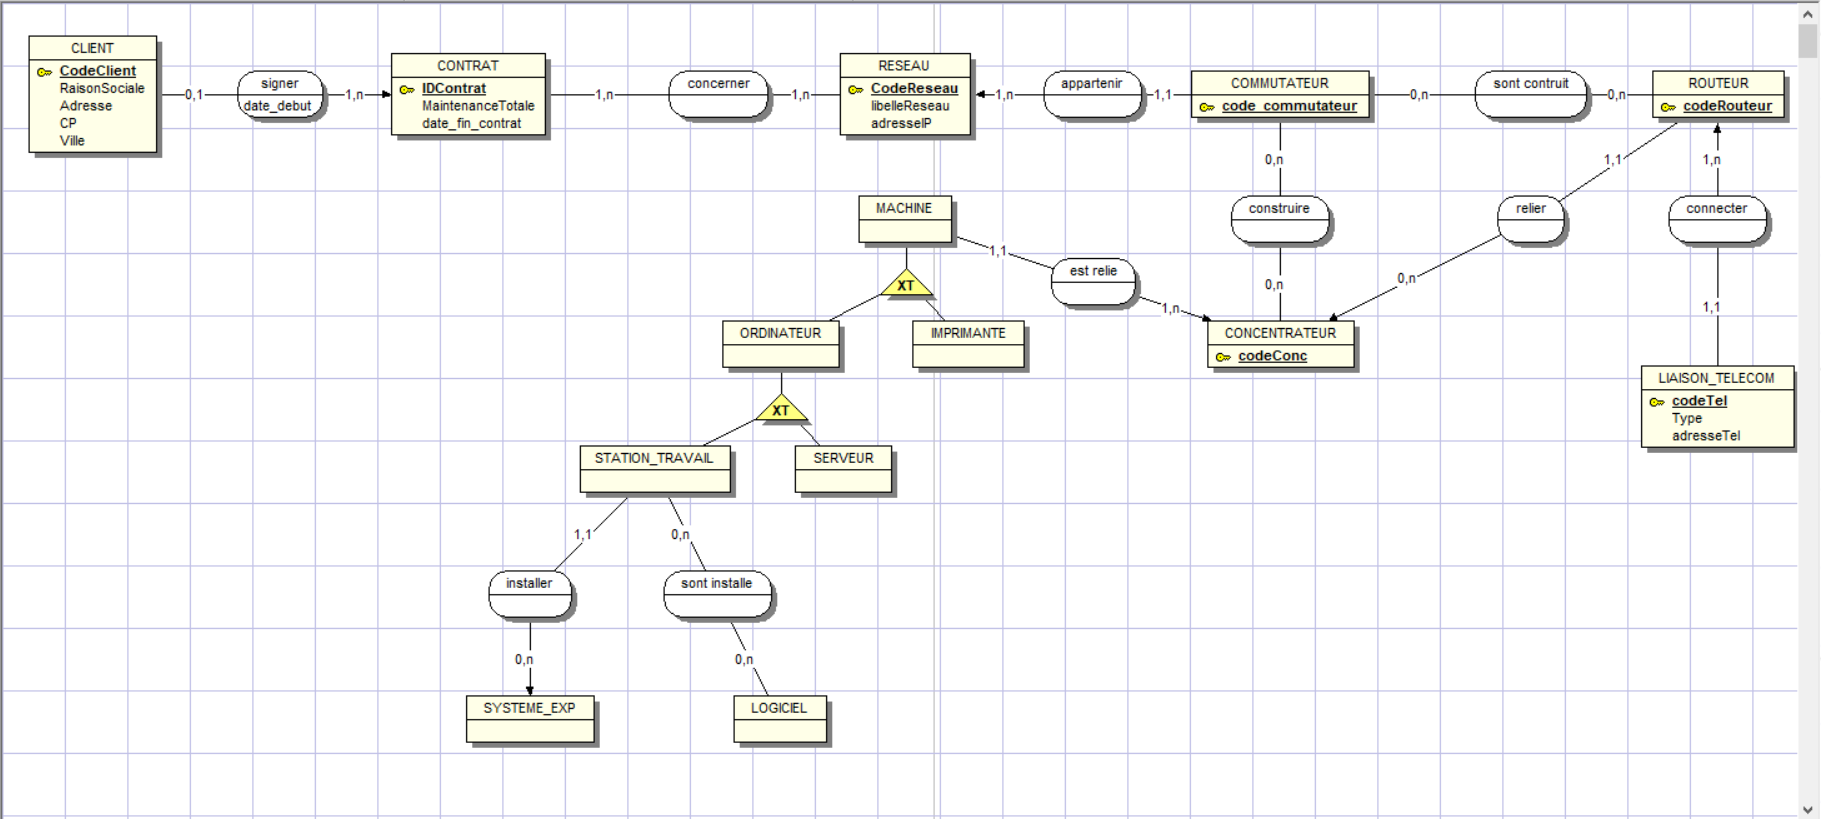 CLIENT
CodeClient
RaisonSociale
Adresse
CP
Ville
0,1
signer
date_debut
1,n
CONTRAT
IDContrat
MaintenanceTotale
date_fin_contrat
1,n
concerner
1,n
RESEAU
CodeReseau
libelleReseau
adresseIP
1,n
appartenir
1,1
COMMUTATEUR
code_commutateur
0,n
sont contruit
0,n
ROUTEUR
codeRouteur
0,n
construire
0,n
1,1
relier
0,n
1,n
connecter
1,1
MACHINE
1,1
est relie
1,n
XT
ORDINATEUR
IMPRIMANTE
CONCENTRATEUR
codeConc
LIAISON_TELECOM
codeTel
Type
adresseTel
XT
STATION_TRAVAIL
SERVEUR
1,1
0,n
installer
sont installe
0,n
0,n
SYSTEME_EXP
LOGICIEL